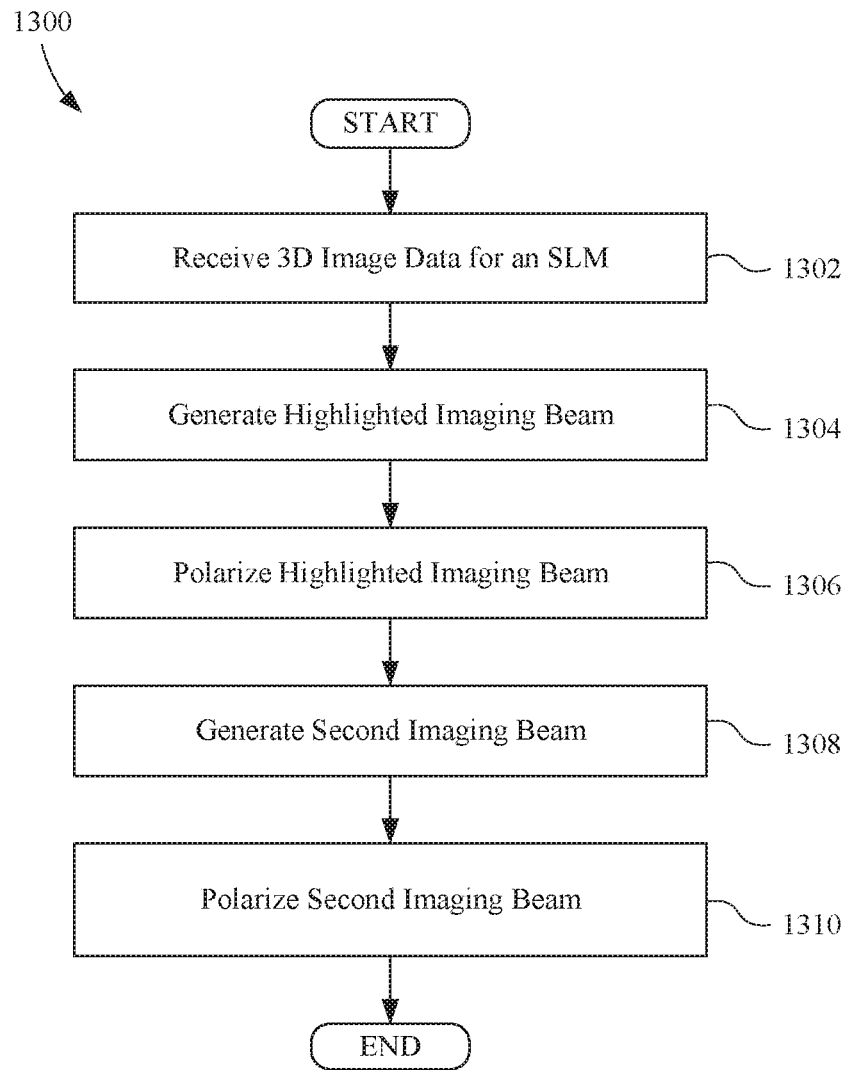 1300
START
Receive 3D Image Data for an SLM
1302
Generate Highlighted Imaging Beam
1304
Polarize Highlighted Imaging Beam
1306
Generate Second Imaging Beam
1308
Polarize Second Imaging Beam
1310
END